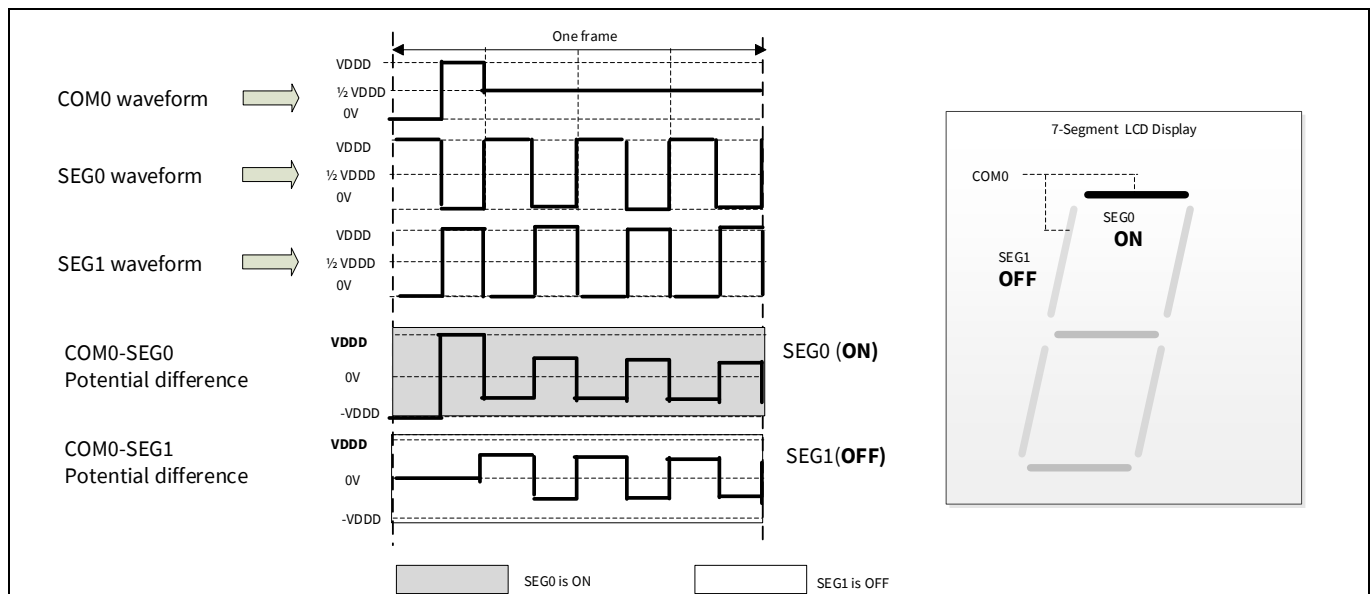 One frame
COM0 waveform
VDDD
½ VDDD
0V
SEG0 waveform
VDDD
½ VDDD
0V
SEG1 waveform
VDDD
½ VDDD
0V
COM0-SEG0
Potential difference
VDDD
0V
-VDDD
SEG0 (ON)
COM0-SEG1
Potential difference
VDDD
0V
-VDDD
SEG1(OFF)
SEG0 is ON
SEG1 is OFF
7-Segment LCD Display
COM0
SEG0
ON
SEG1
OFF